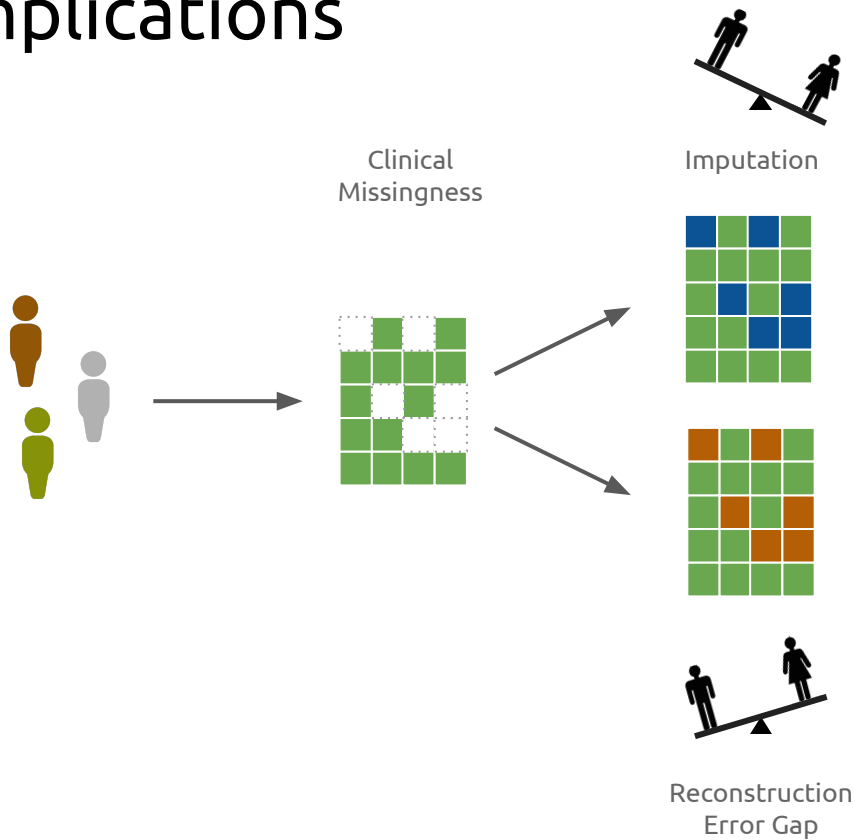 nplications
Clinical
Missingness
Imputation
Reconstruction
Error Gap